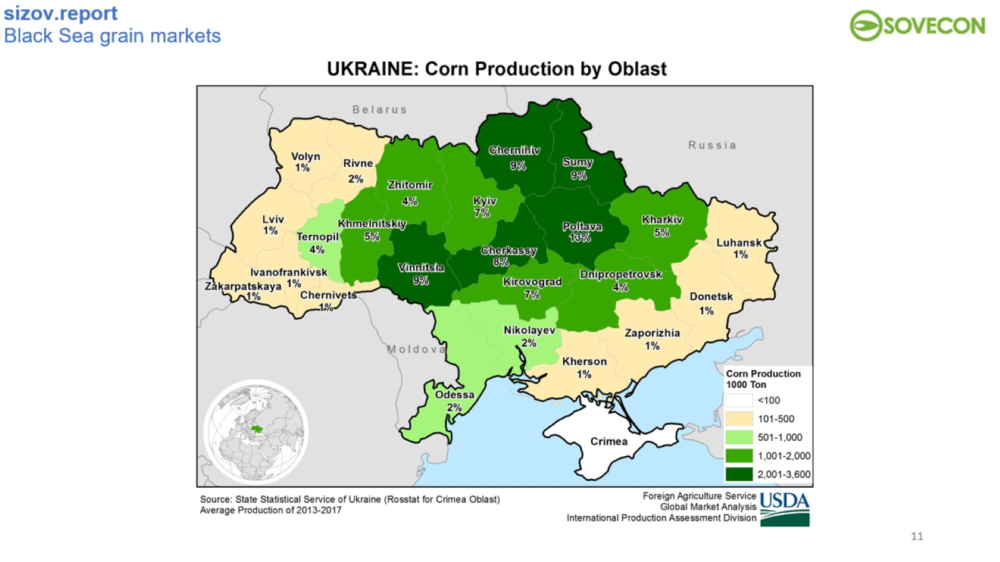 sizov.report
Black Sea grain markets
SOVECON
UKRAINE: Corn Production by Oblast
Belarus
Russia
Chernihiv
9%
Sumy
9%
Volyn
1%
Rivne
2%
Zhitomir
4%
Kyiv
7%
Lviv
1%
Ternopil
4%
Khmelnitskiy
5%
Poltava
13%
Kharkiv
5%
Luhansk
1%
Cherkassy
8%
Vinnitsia
9%
Ivanofrankivsk
1%
Zakarpatskaya
1%
Chernivets
1%
Kirovograd
7%
Dnipropetrovsk
4%
Donetsk
1%
Nikolayev
2%
Zaporizhia
1%
Moldova
Kherson
1%
Odessa
2%
Crimea
Corn Production
1000 Ton
<100
101-500
501-1,000
1,001-2,000
2,001-3,600
Source: State Statistical Service of Ukraine (Rosstat for Crimea Oblast)
Average Production of 2013-2017
Foreign Agriculture Service
Global Market Analysis
International Production Assessment Division
USDA
11